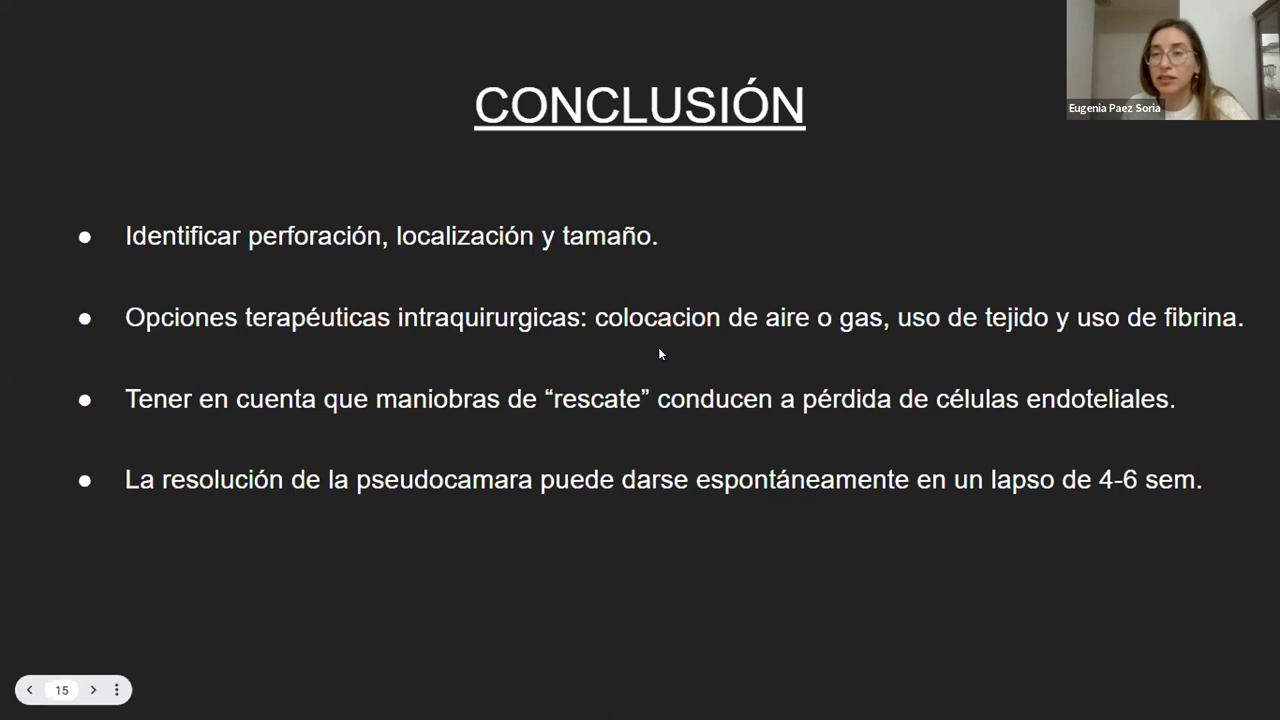 CONCLUSIÓN
Eugenia Paez Soria
● Identificar perforación, localización y tamaño.
● Opciones terapéuticas intraquirurgicas: colocacion de aire o gas, uso de tejido y uso de fibrina.
● Tener en cuenta que maniobras de “rescate” conducen a pérdida de células endoteliales.
● La resolución de la pseudocamara puede darse espontáneamente en un lapso de 4-6 sem.
15